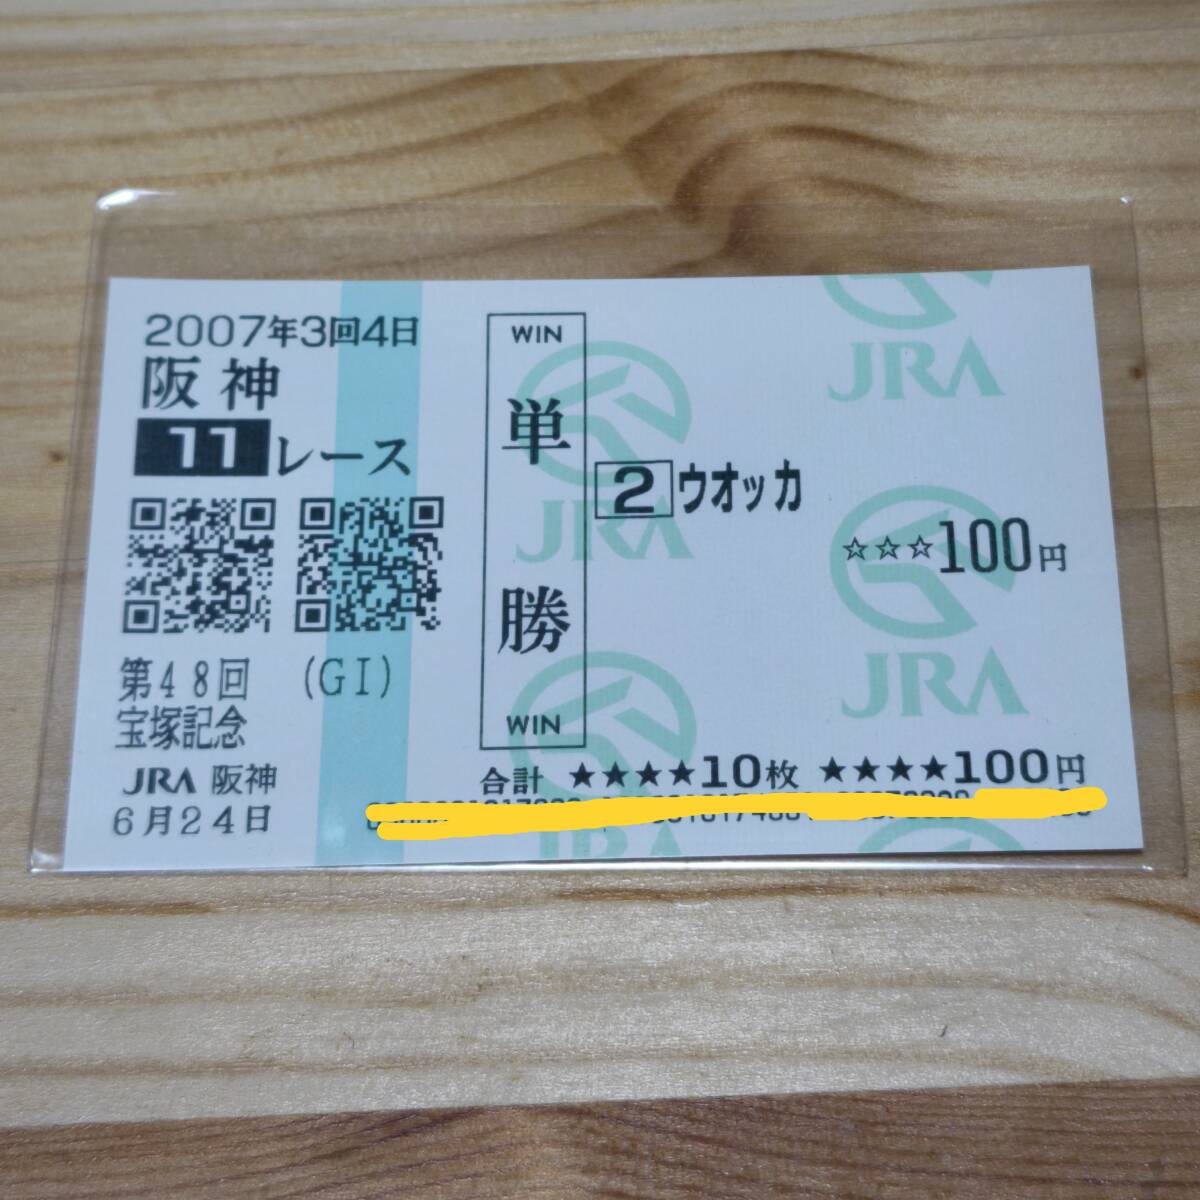 2007年3回4日
阪神
11レース
第48回 (GI)
宝塚記念
JRA 阪神
6月24日
WIN
単勝
WIN
2 ウオッカ
☆☆☆100円
合計 ★★★★10枚 ★★★★100円
JRA
JRA
JRA
JRA